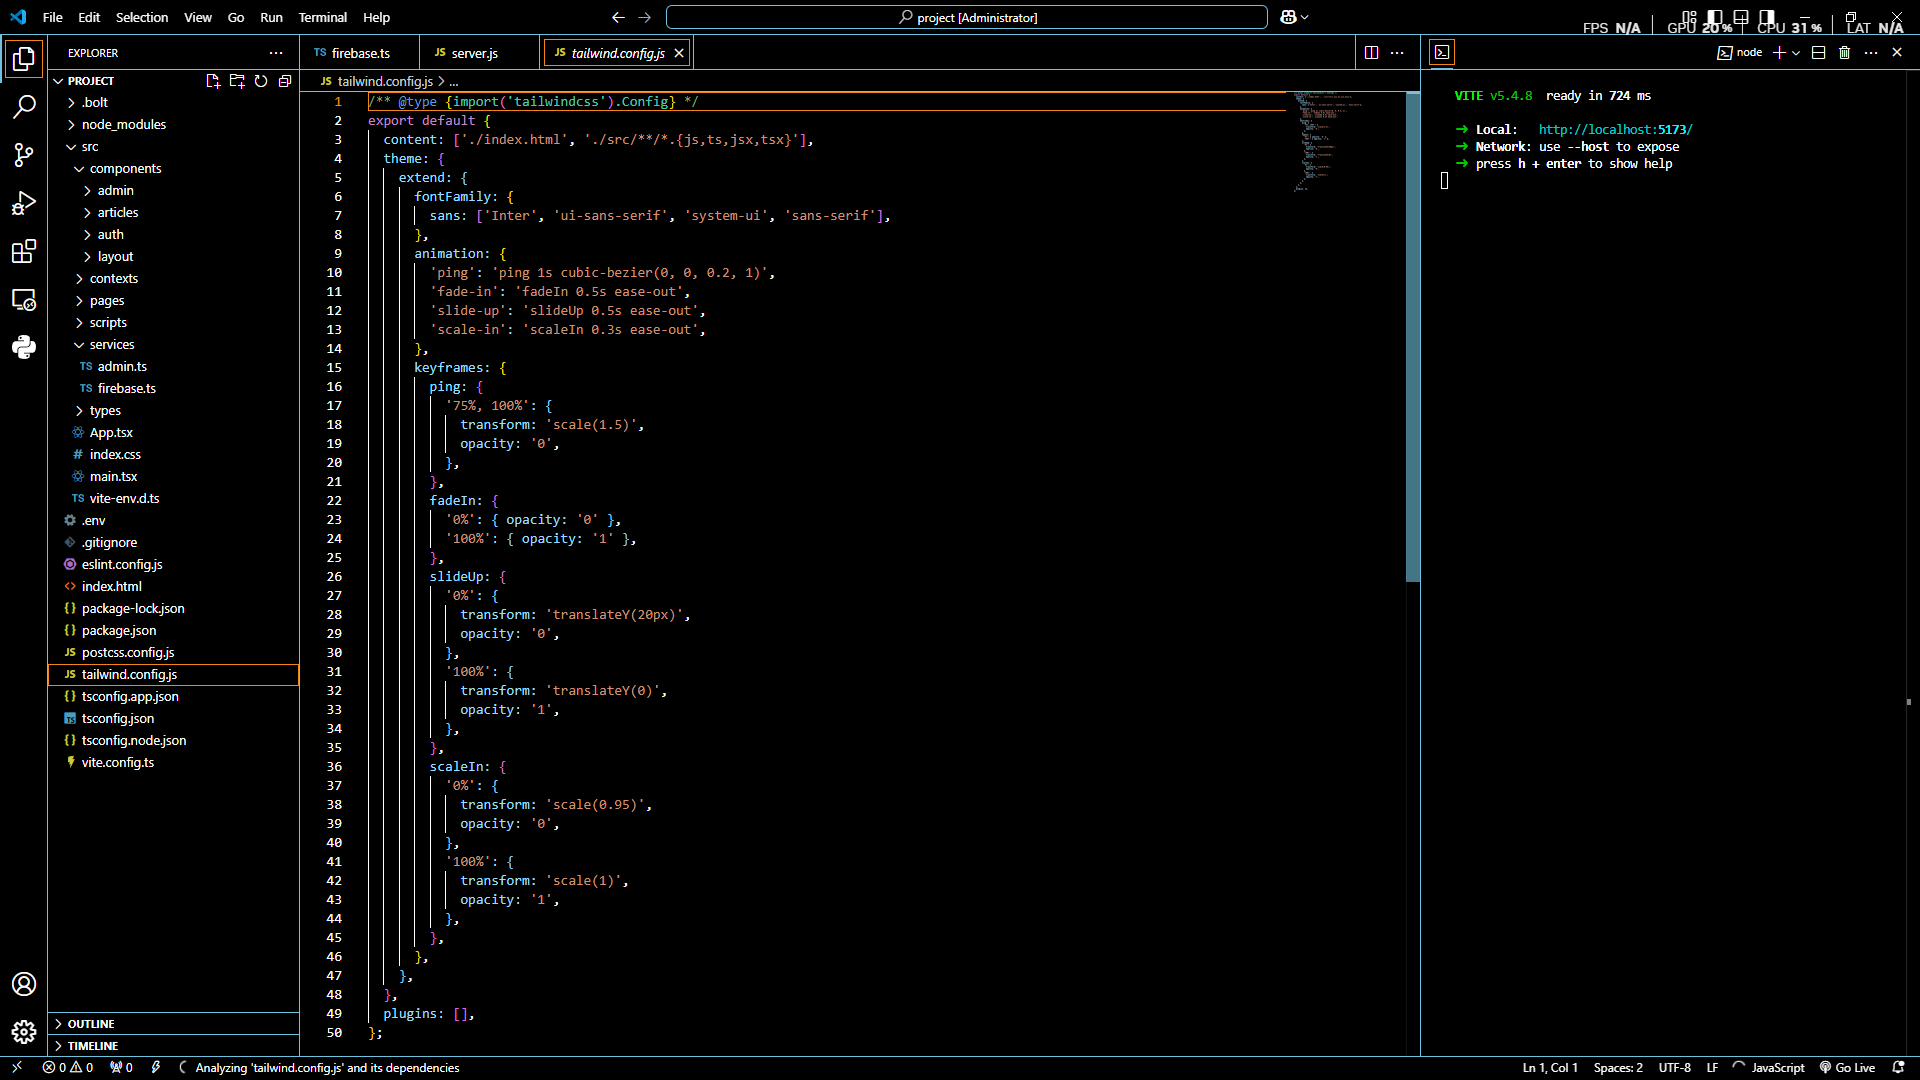 File Edit Selection View Go Run Terminal Help
project [Administrator]
FPS N/A GPU 20 % CPU 31 % LAT N/A
EXPLORER
PROJECT
.bolt
node_modules
src
components
admin
articles
auth
layout
contexts
pages
scripts
services
TS admin.ts
TS firebase.ts
types
App.tsx
# index.css
main.tsx
TS vite-env.d.ts
.env
.gitignore
eslint.config.js
<> index.html
{} package-lock.json
{} package.json
JS postcss.config.js
JS tailwind.config.js
{} tsconfig.app.json
TS tsconfig.json
{} tsconfig.node.json
vite.config.ts
OUTLINE
TIMELINE
TS firebase.ts
JS server.js
JS tailwind.config.js
JS tailwind.config.js > ...
1 /** @type {import('tailwindcss').Config} */
2 export default {
3 content: ['./index.html', './src/**/*.{js,ts,jsx,tsx}'],
4 theme: {
5 extend: {
6 fontFamily: {
7 sans: ['Inter', 'ui-sans-serif', 'system-ui', 'sans-serif'],
8 },
9 animation: {
10 'ping': 'ping 1s cubic-bezier(0, 0, 0.2, 1)',
11 'fade-in': 'fadeIn 0.5s ease-out',
12 'slide-up': 'slideUp 0.5s ease-out',
13 'scale-in': 'scaleIn 0.3s ease-out',
14 },
15 keyframes: {
16 ping: {
17 '75%, 100%': {
18 transform: 'scale(1.5)',
19 opacity: '0',
20 },
21 },
22 fadeIn: {
23 '0%': { opacity: '0' },
24 '100%': { opacity: '1' },
25 },
26 slideUp: {
27 '0%': {
28 transform: 'translateY(20px)',
29 opacity: '0',
30 },
31 '100%': {
32 transform: 'translateY(0)',
33 opacity: '1',
34 },
35 },
36 scaleIn: {
37 '0%': {
38 transform: 'scale(0.95)',
39 opacity: '0',
40 },
41 '100%': {
42 transform: 'scale(1)',
43 opacity: '1',
44 },
45 },
46 },
47 },
48 },
49 plugins: [],
50 };
node
VITE v5.4.8 ready in 724 ms
➜ Local: http://localhost:5173/
➜ Network: use --host to expose
➜ press h + enter to show help
0 0 0 Analyzing 'tailwind.config.js' and its dependencies
Ln 1, Col 1 Spaces: 2 UTF-8 LF JavaScript Go Live